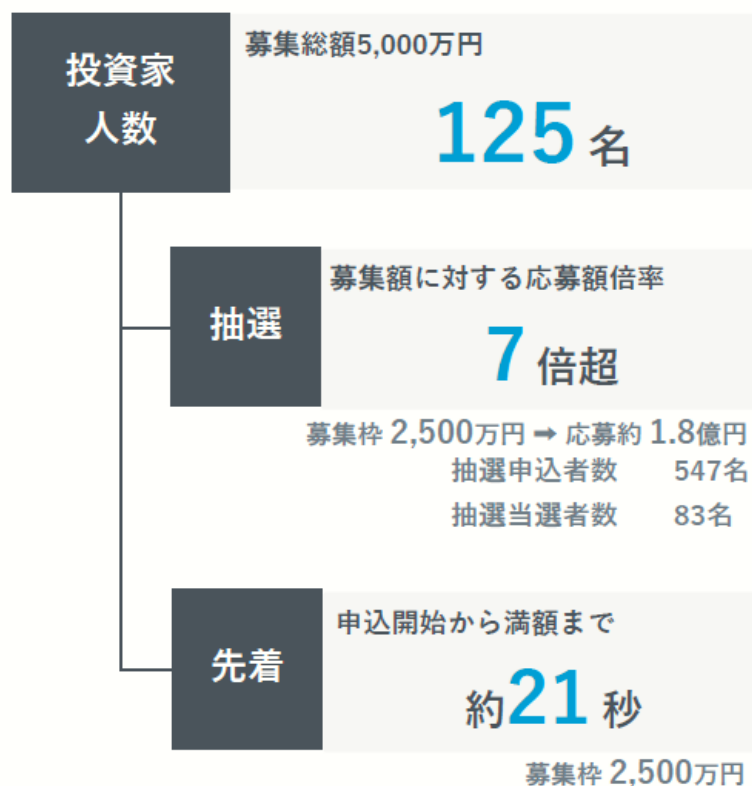 投資家
人数
募集総額5,000万円
125 名
抽選
募集額に対する応募額倍率
7 倍超
募集枠 2,500万円 ➡ 応募約 1.8億円
抽選申込者数 547名
抽選当選者数 83名
先着
申込開始から満額まで
約21 秒
募集枠 2,500万円